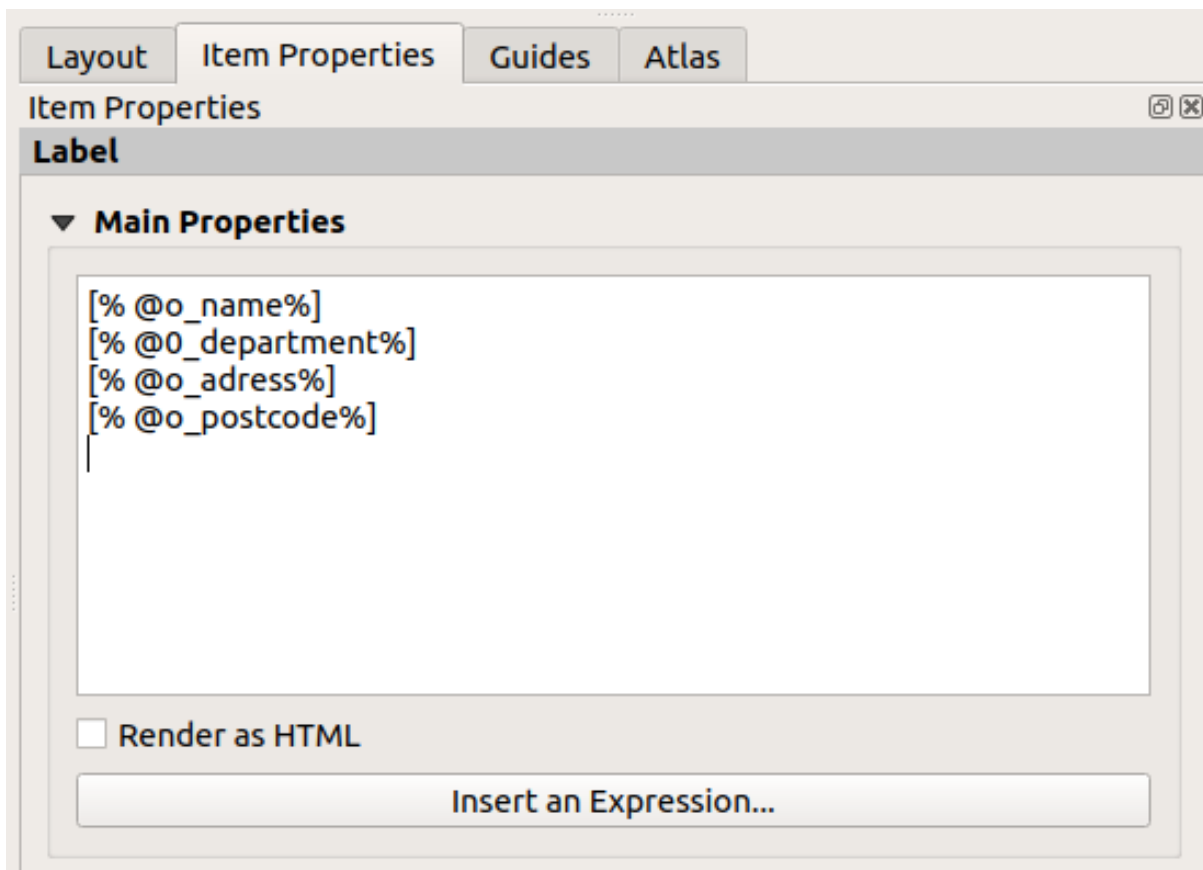 Layout Item Properties Guides Atlas
Item Properties
Label
Main Properties
[% @o_name%]
[% @0_department%]
[% @o_adress%]
[% @o_postcode%]
Render as HTML
Insert an Expression...